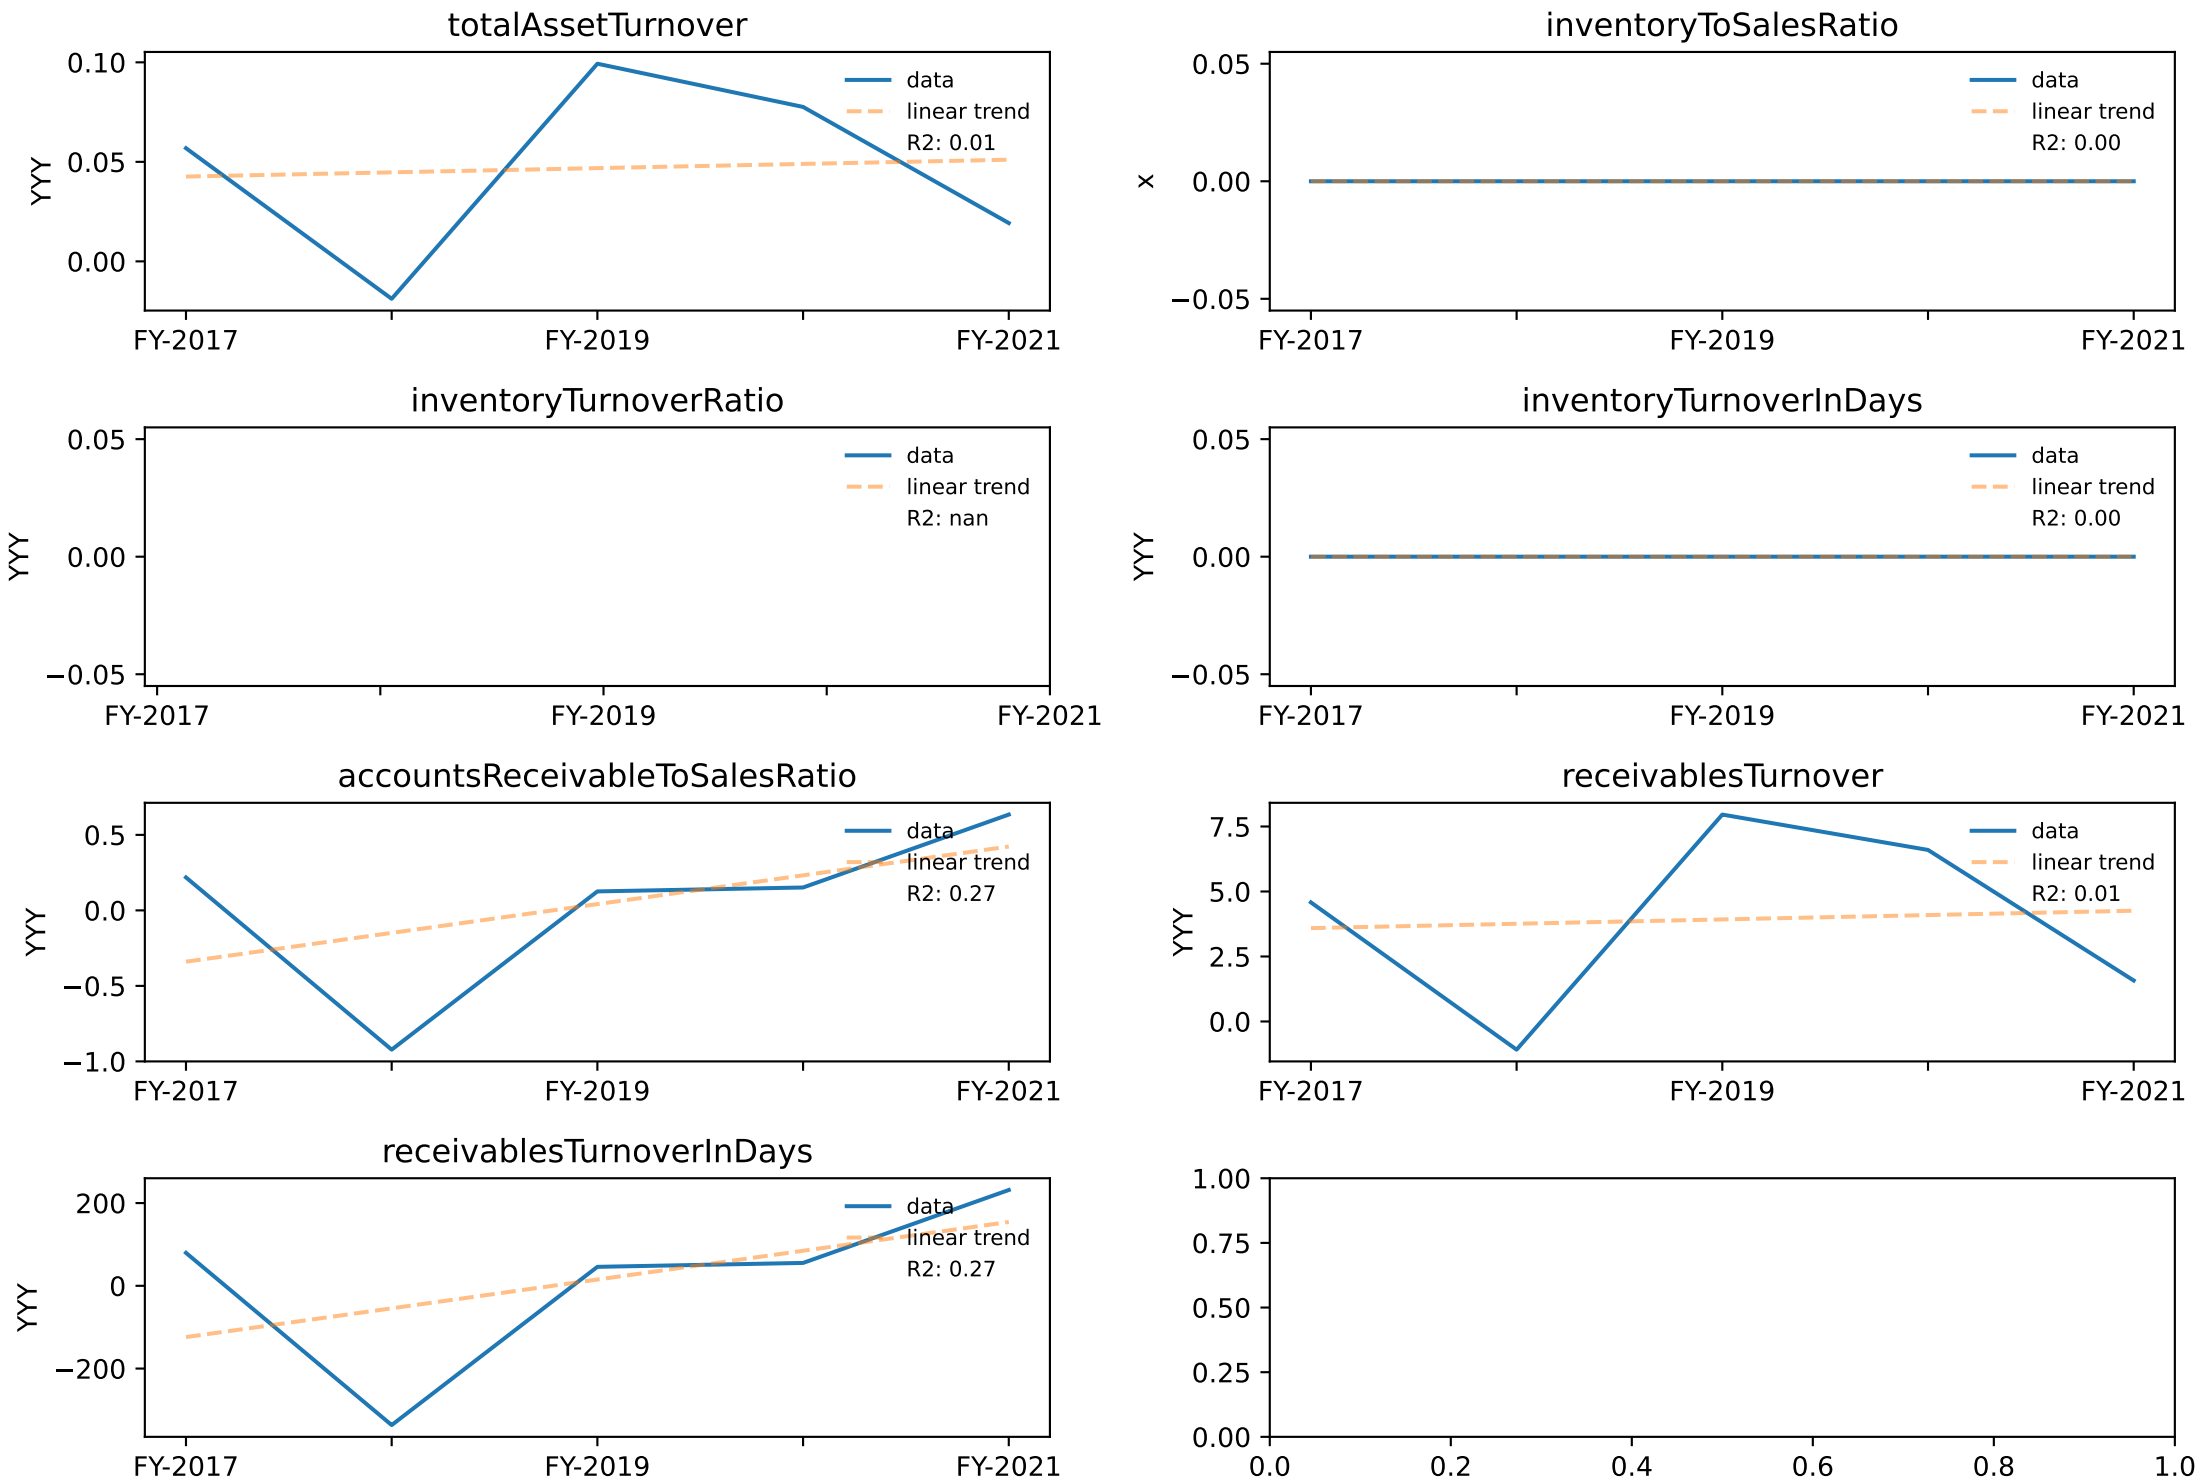 totalAssetTurnover
YYY
0.10
0.05
0.00
data
linear trend
R2: 0.01
FY-2017
FY-2019
FY-2021
inventoryToSalesRatio
x
0.05
0.00
−0.05
data
linear trend
R2: 0.00
FY-2017
FY-2019
FY-2021
inventoryTurnoverRatio
YYY
0.05
0.00
−0.05
data
linear trend
R2: nan
FY-2017
FY-2019
FY-2021
inventoryTurnoverInDays
YYY
0.05
0.00
−0.05
data
linear trend
R2: 0.00
FY-2017
FY-2019
FY-2021
accountsReceivableToSalesRatio
YYY
0.5
0.0
−0.5
−1.0
data
linear trend
R2: 0.27
FY-2017
FY-2019
FY-2021
receivablesTurnover
YYY
7.5
5.0
2.5
0.0
data
linear trend
R2: 0.01
FY-2017
FY-2019
FY-2021
receivablesTurnoverInDays
YYY
200
0
−200
data
linear trend
R2: 0.27
FY-2017
FY-2019
FY-2021
1.00
0.75
0.50
0.25
0.00
0.0
0.2
0.4
0.6
0.8
1.0